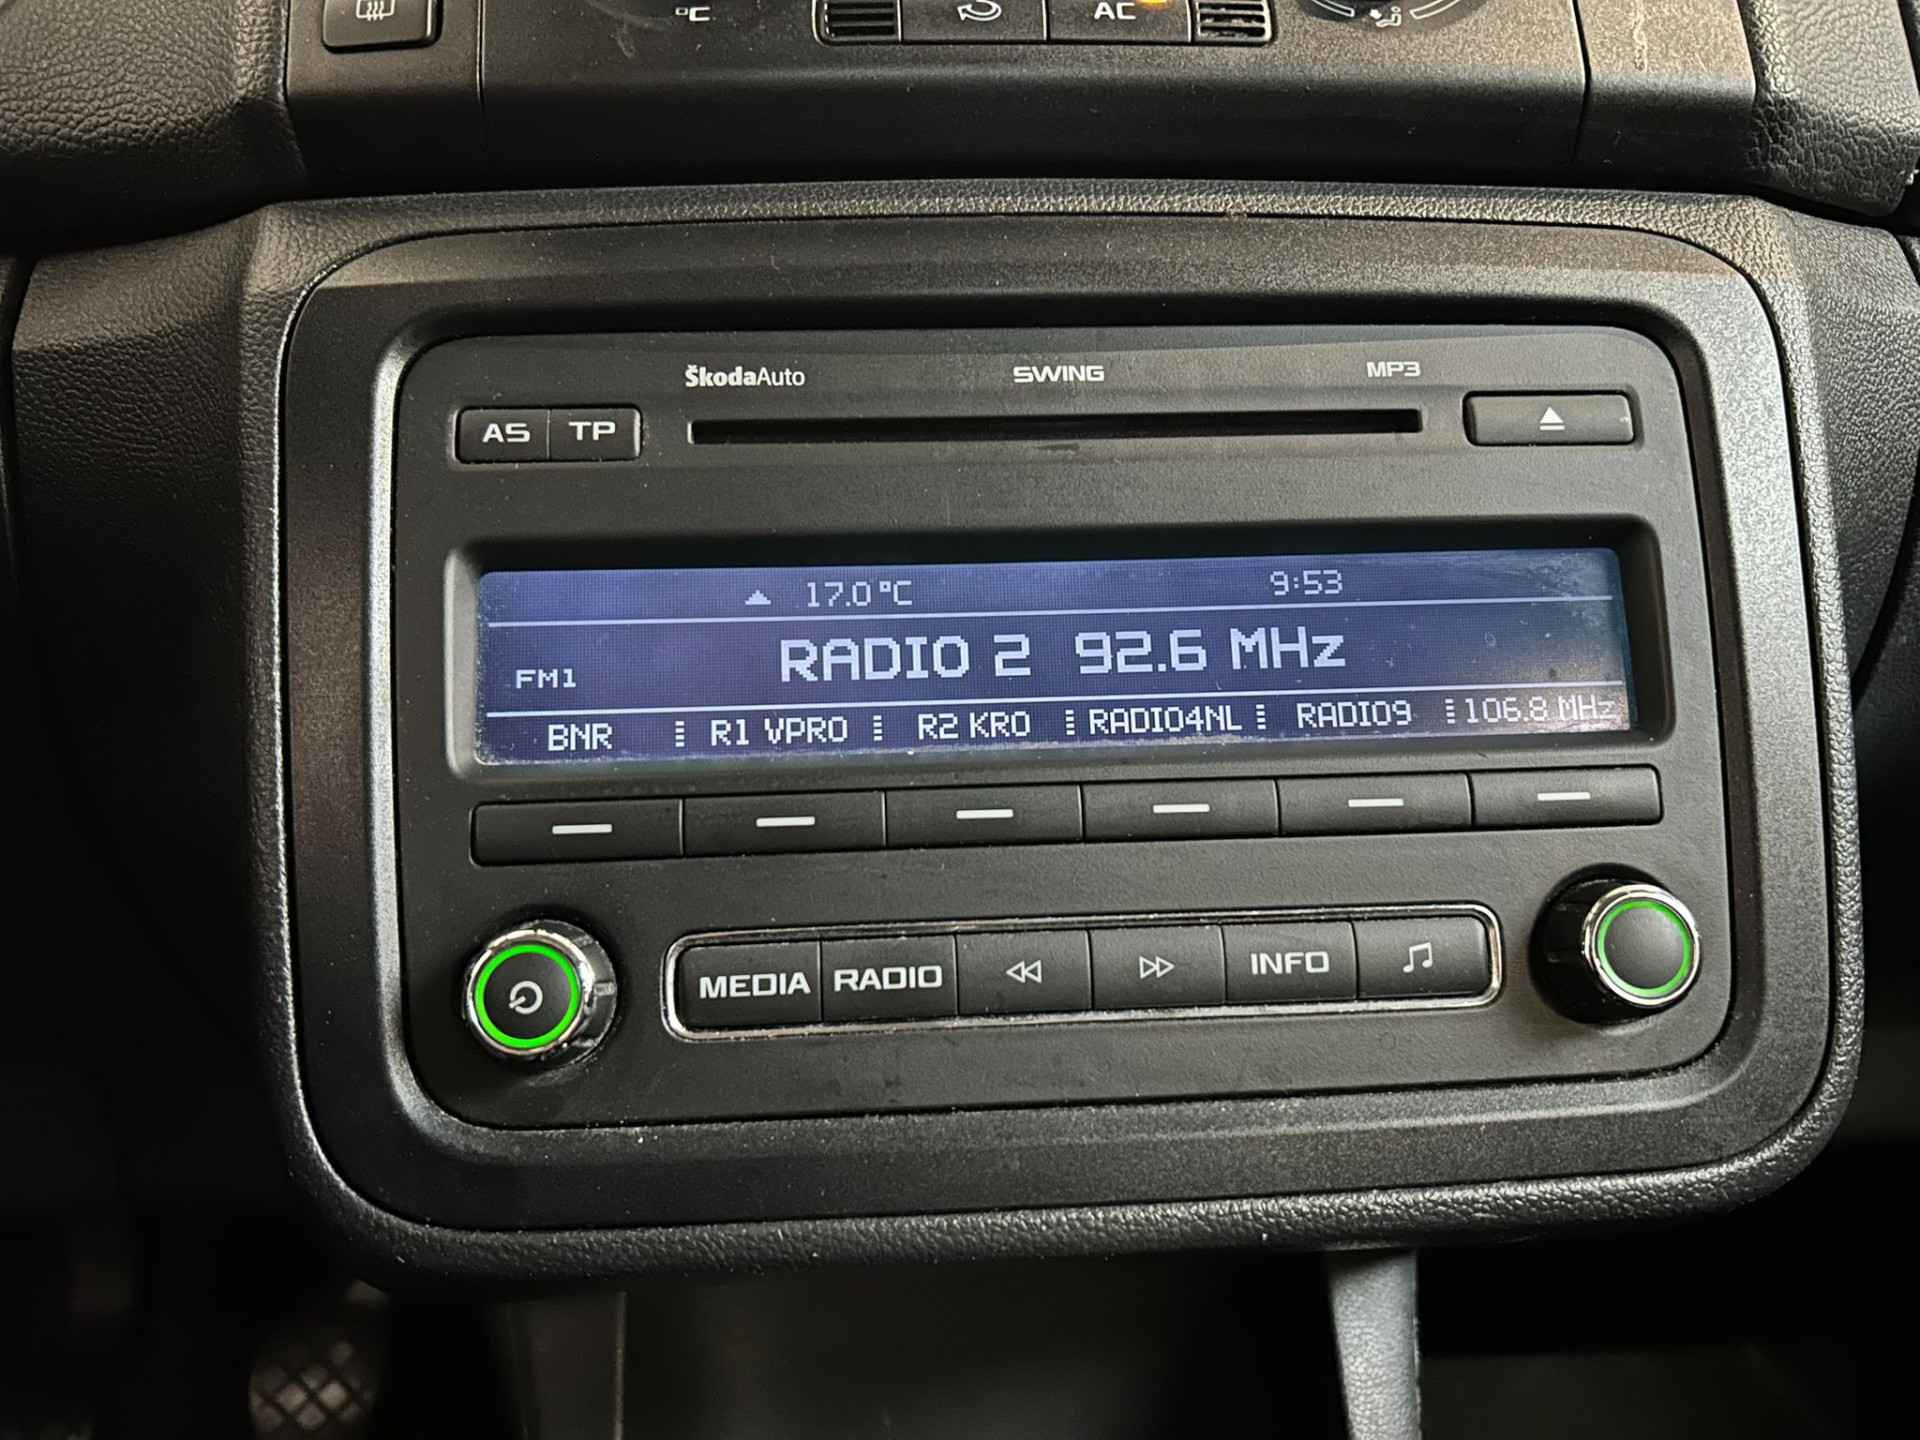 °C AC
ŠkodaAuto SWING MP3
AS TP
17.0 °C 9:53
FM1 RADIO 2 92.6 MHz
BNR R1 VPRO R2 KRO RADIO4NL RADIO9 106.8 MHz
MEDIA RADIO INFO